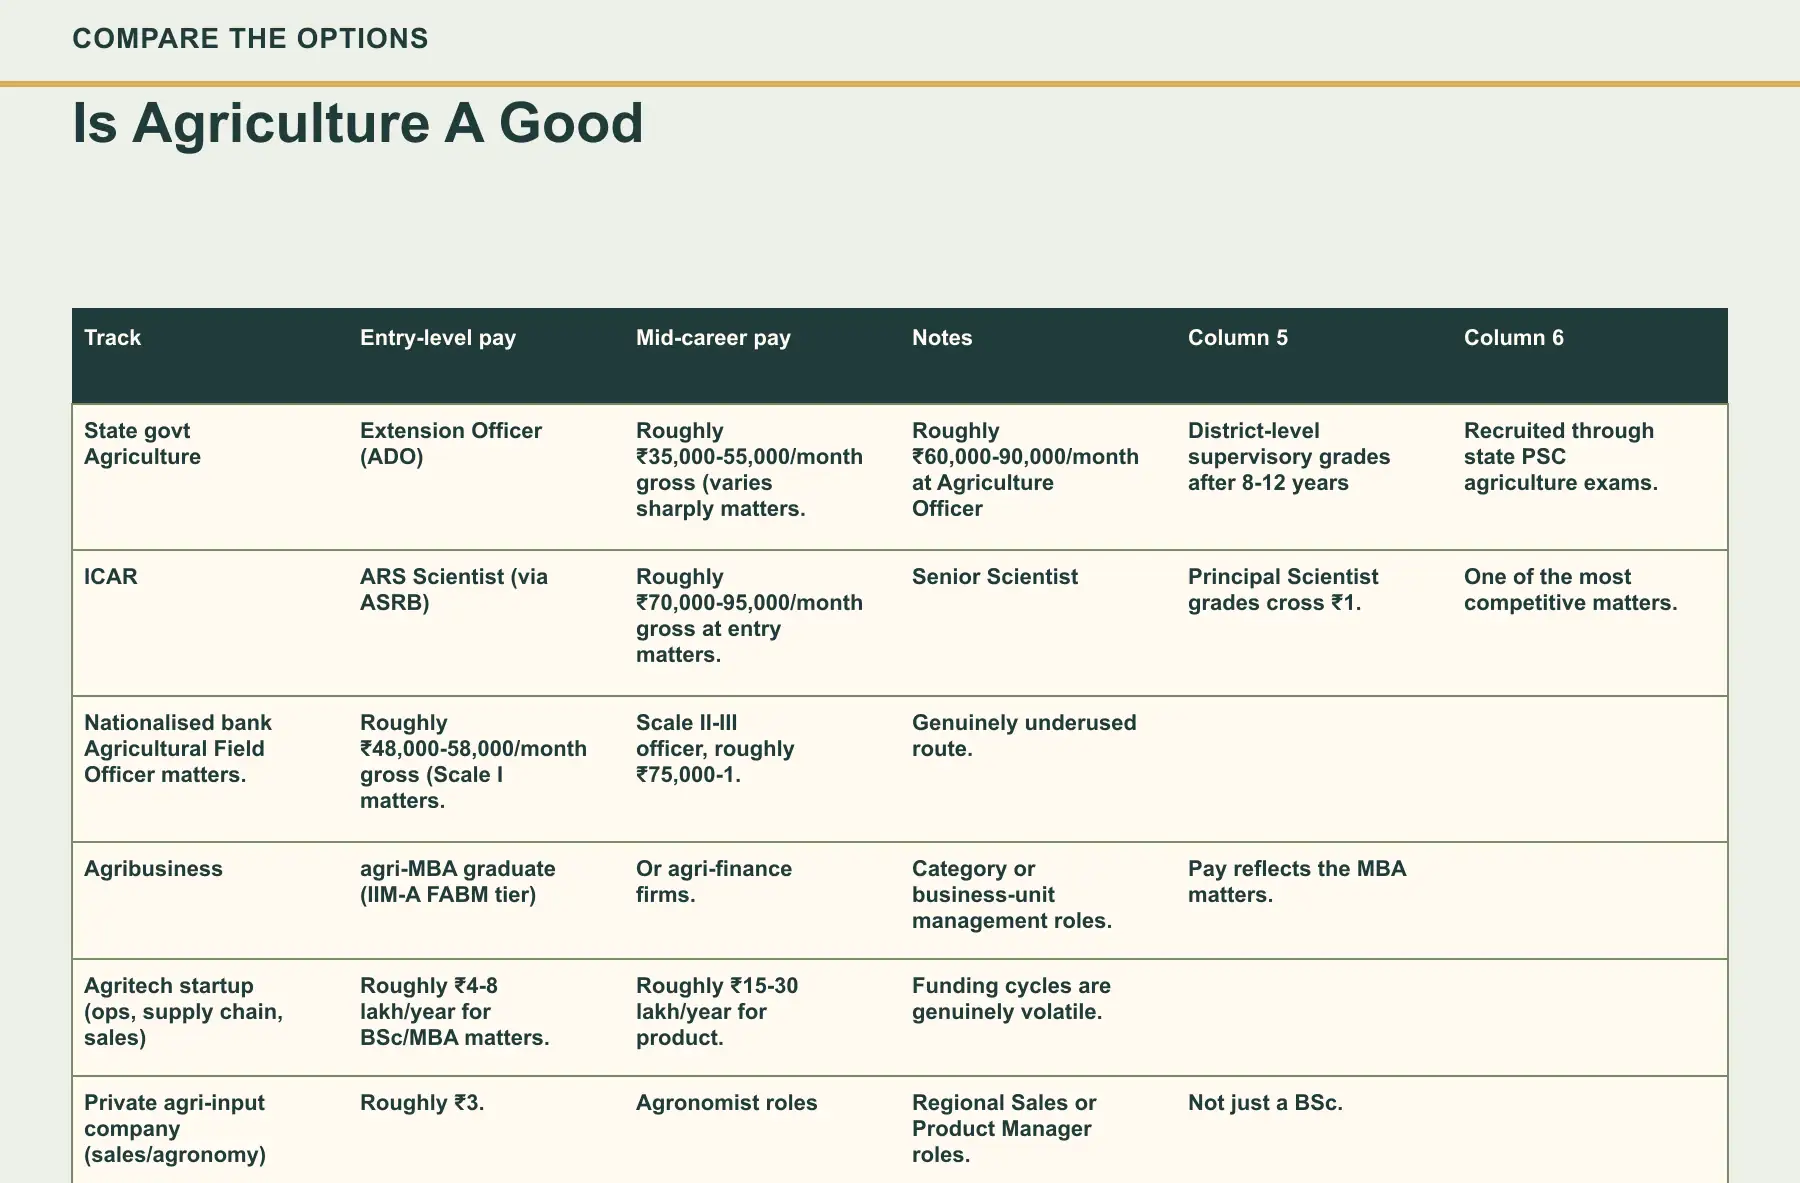 COMPARE THE OPTIONS
Is Agriculture A Good
Track
Entry-level pay
Mid-career pay
Notes
Column 5
Column 6
State govt
Agriculture
Extension Officer
(ADO)
Roughly
₹35,000-55,000/month
gross (varies
sharply matters.
Roughly
₹60,000-90,000/month
at Agriculture
Officer
District-level
supervisory grades
after 8-12 years
Recruited through
state PSC
agriculture exams.
ICAR
ARS Scientist (via
ASRB)
Roughly
₹70,000-95,000/month
gross at entry
matters.
Senior Scientist
Principal Scientist
grades cross ₹1.
One of the most
competitive matters.
Nationalised bank
Agricultural Field
Officer matters.
Roughly
₹48,000-58,000/month
gross (Scale I
matters.
Scale II-III
officer, roughly
₹75,000-1.
Genuinely underused
route.
Agribusiness
agri-MBA graduate
(IIM-A FABM tier)
Or agri-finance
firms.
Category or
business-unit
management roles.
Pay reflects the MBA
matters.
Agritech startup
(ops, supply chain,
sales)
Roughly ₹4-8
lakh/year for
BSc/MBA matters.
Roughly ₹15-30
lakh/year for
product.
Funding cycles are
genuinely volatile.
Private agri-input
company
(sales/agronomy)
Roughly ₹3.
Agronomist roles
Regional Sales or
Product Manager
roles.
Not just a BSc.